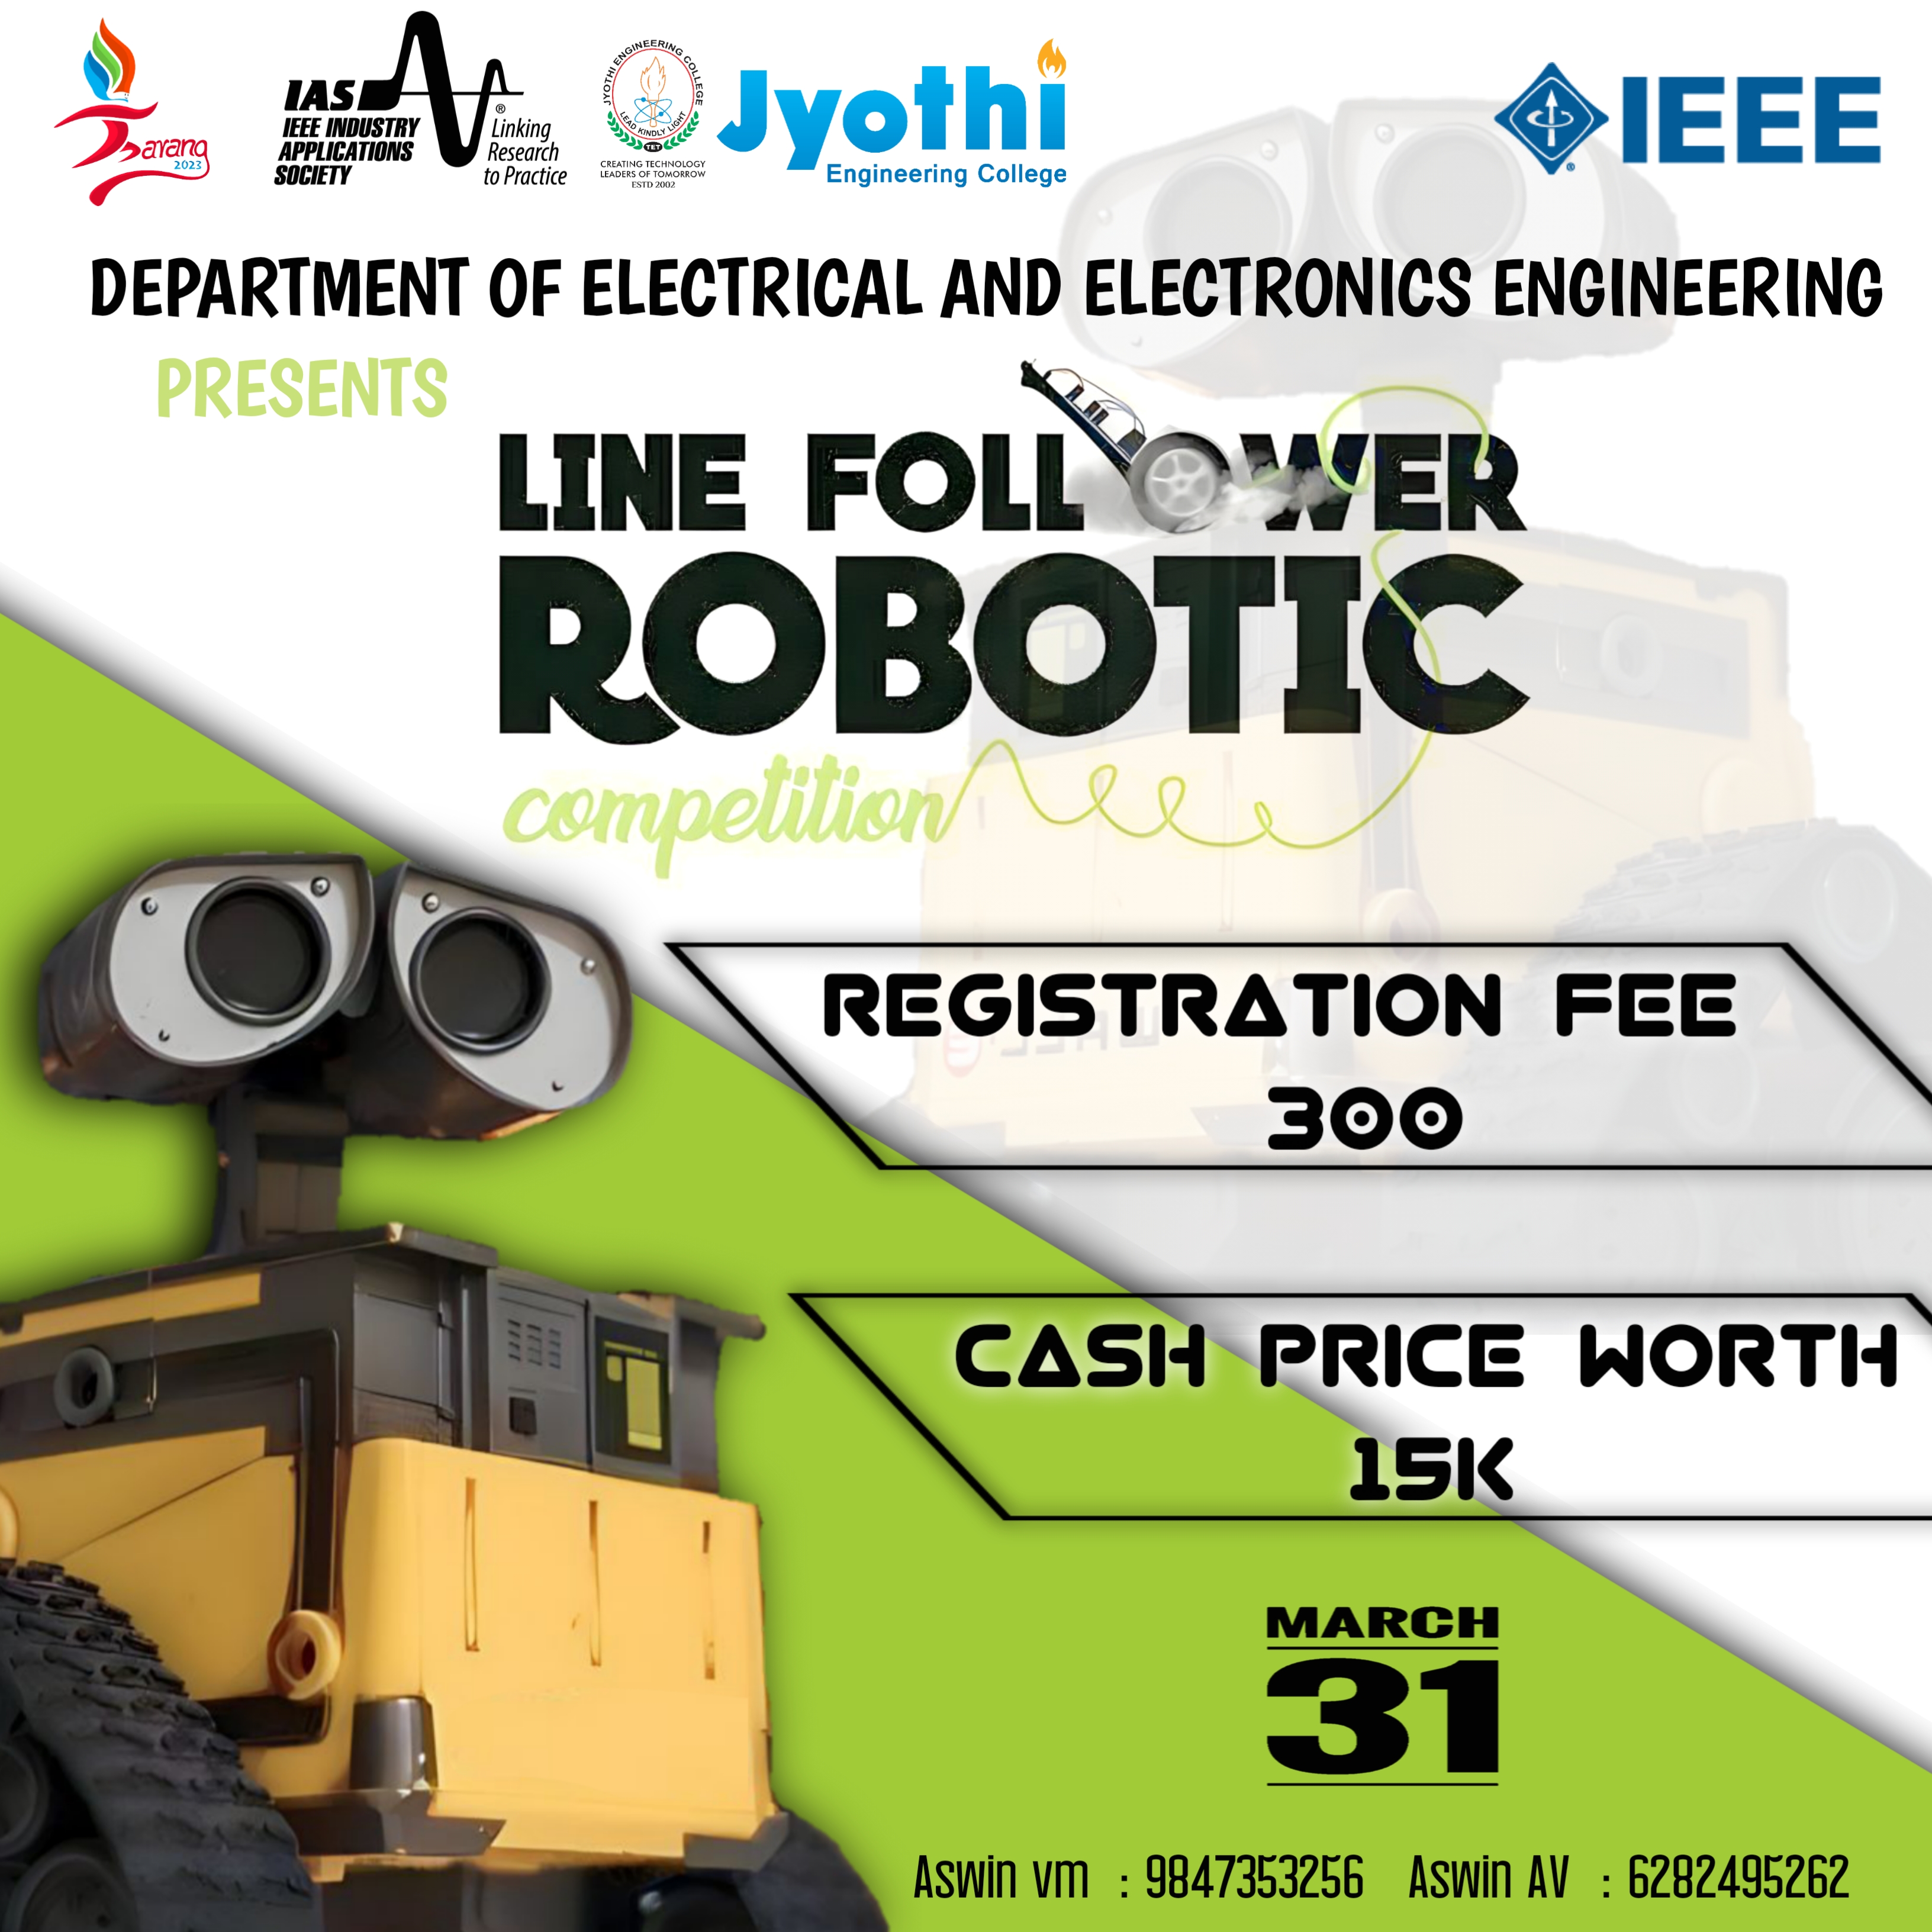 Tarang
2023
IAS
IEEE INDUSTRY
APPLICATIONS
SOCIETY
®
Linking
Research
to Practice
JYOTHI ENGINEERING COLLEGE
LEAD KINDLY LIGHT
TET
CREATING TECHNOLOGY
LEADERS OF TOMORROW
ESTD 2002
Jyothi
Engineering College
IEEE
®
DEPARTMENT OF ELECTRICAL AND ELECTRONICS ENGINEERING
PRESENTS
LINE FOLLOWER
ROBOTIC
competition
REGISTRATION FEE
300
CASH PRICE WORTH
15K
MARCH
31
Aswin vm : 9847353256 Aswin AV : 6282495262